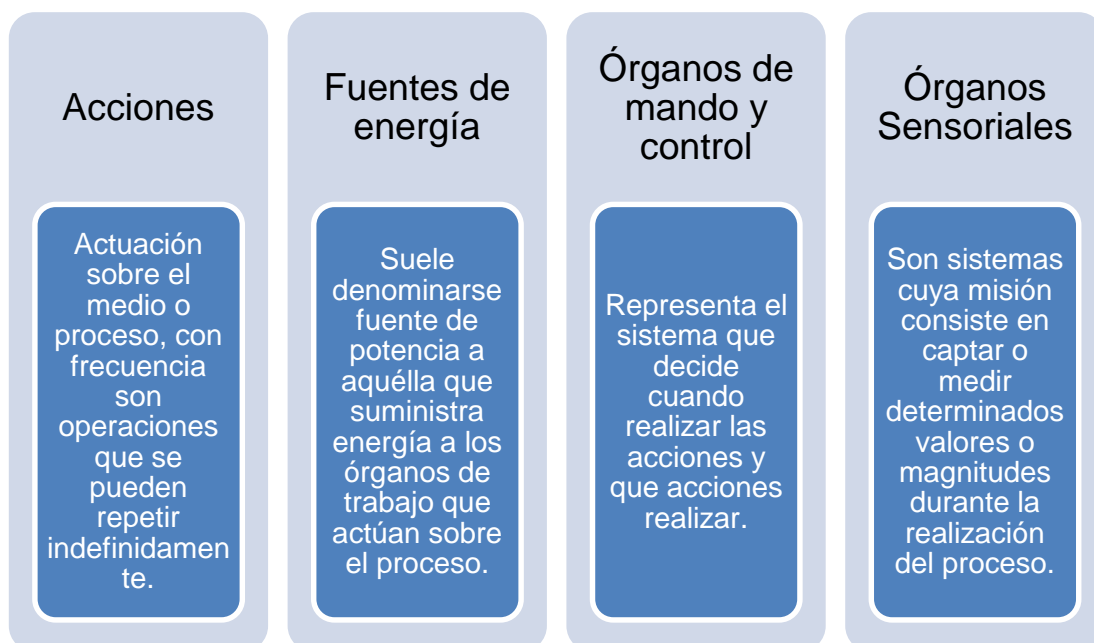 Acciones
Actuación
sobre el
medio o
proceso, con
frecuencia
son
operaciones
que se
pueden
repetir
indefinidamen
te.
Fuentes de
energía
Suele
denominarse
fuente de
potencia a
aquélla que
suministra
energía a los
órganos de
trabajo que
actúan sobre
el proceso.
Órganos de
mando y
control
Representa el
sistema que
decide
cuando
realizar las
acciones y
que acciones
realizar.
Órganos
Sensoriales
Son sistemas
cuya misión
consiste en
captar o
medir
determinados
valores o
magnitudes
durante la
realización
del proceso.